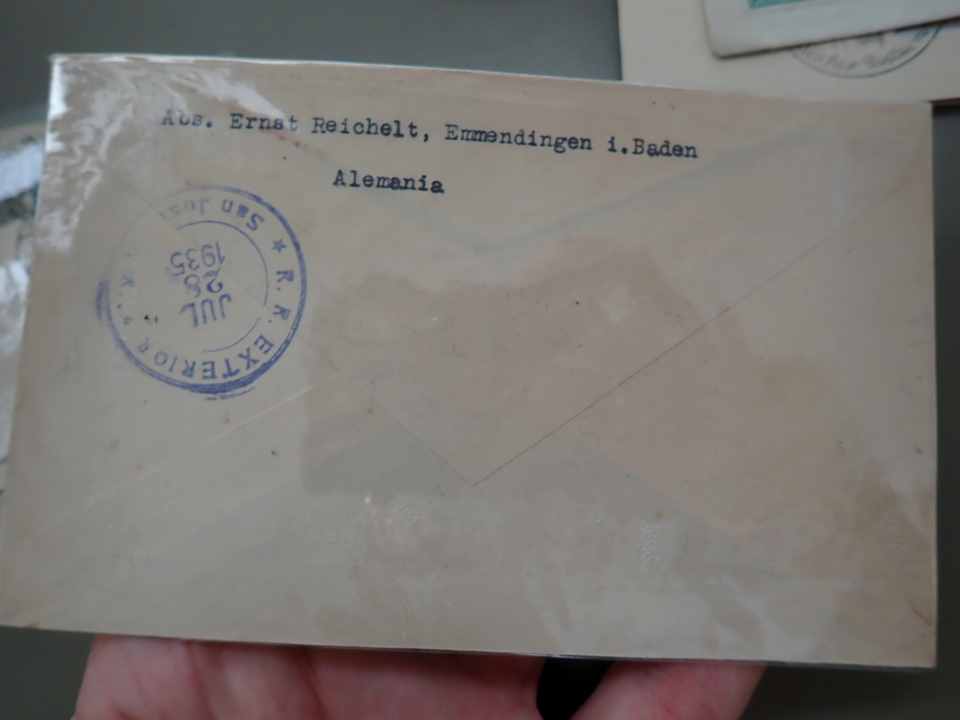 Abs. Ernst Reichelt, Emmendingen i.Baden
Alemania
San José
★ R. R. EXTERIOR
JUL
28
1935